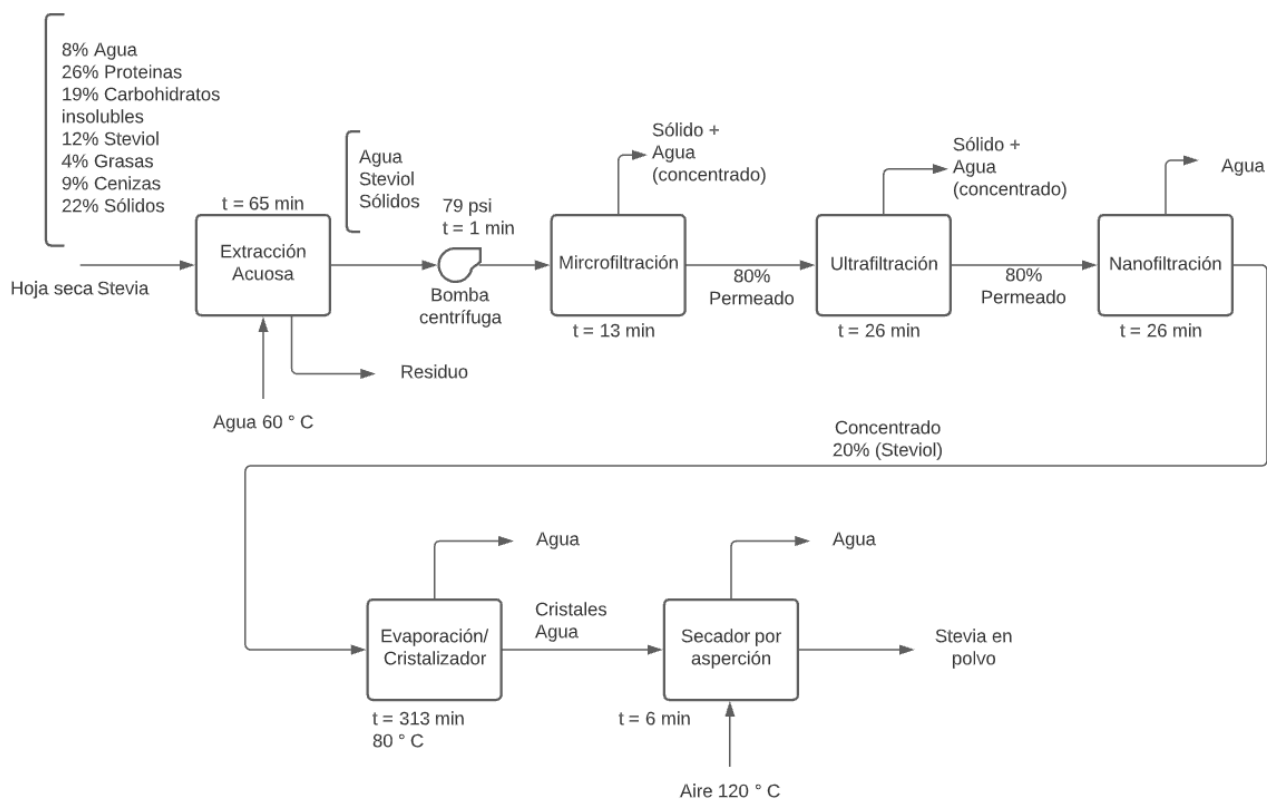 8% Agua
26% Proteinas
19% Carbohidratos
insolubles
12% Steviol
4% Grasas
9% Cenizas
22% Sólidos
Hoja seca Stevia
t = 65 min
Extracción
Acuosa
Agua 60 ° C
Residuo
Agua
Steviol
Sólidos
79 psi
t = 1 min
Bomba
centrífuga
Sólido +
Agua
(concentrado)
Mircrofiltración
t = 13 min
80%
Permeado
Sólido +
Agua
(concentrado)
Ultrafiltración
t = 26 min
80%
Permeado
Agua
Nanofiltración
t = 26 min
Concentrado
20% (Steviol)
Agua
Evaporación/
Cristalizador
t = 313 min
80 ° C
Cristales
Agua
Agua
Secador por
asperción
t = 6 min
Aire 120 ° C
Stevia en
polvo